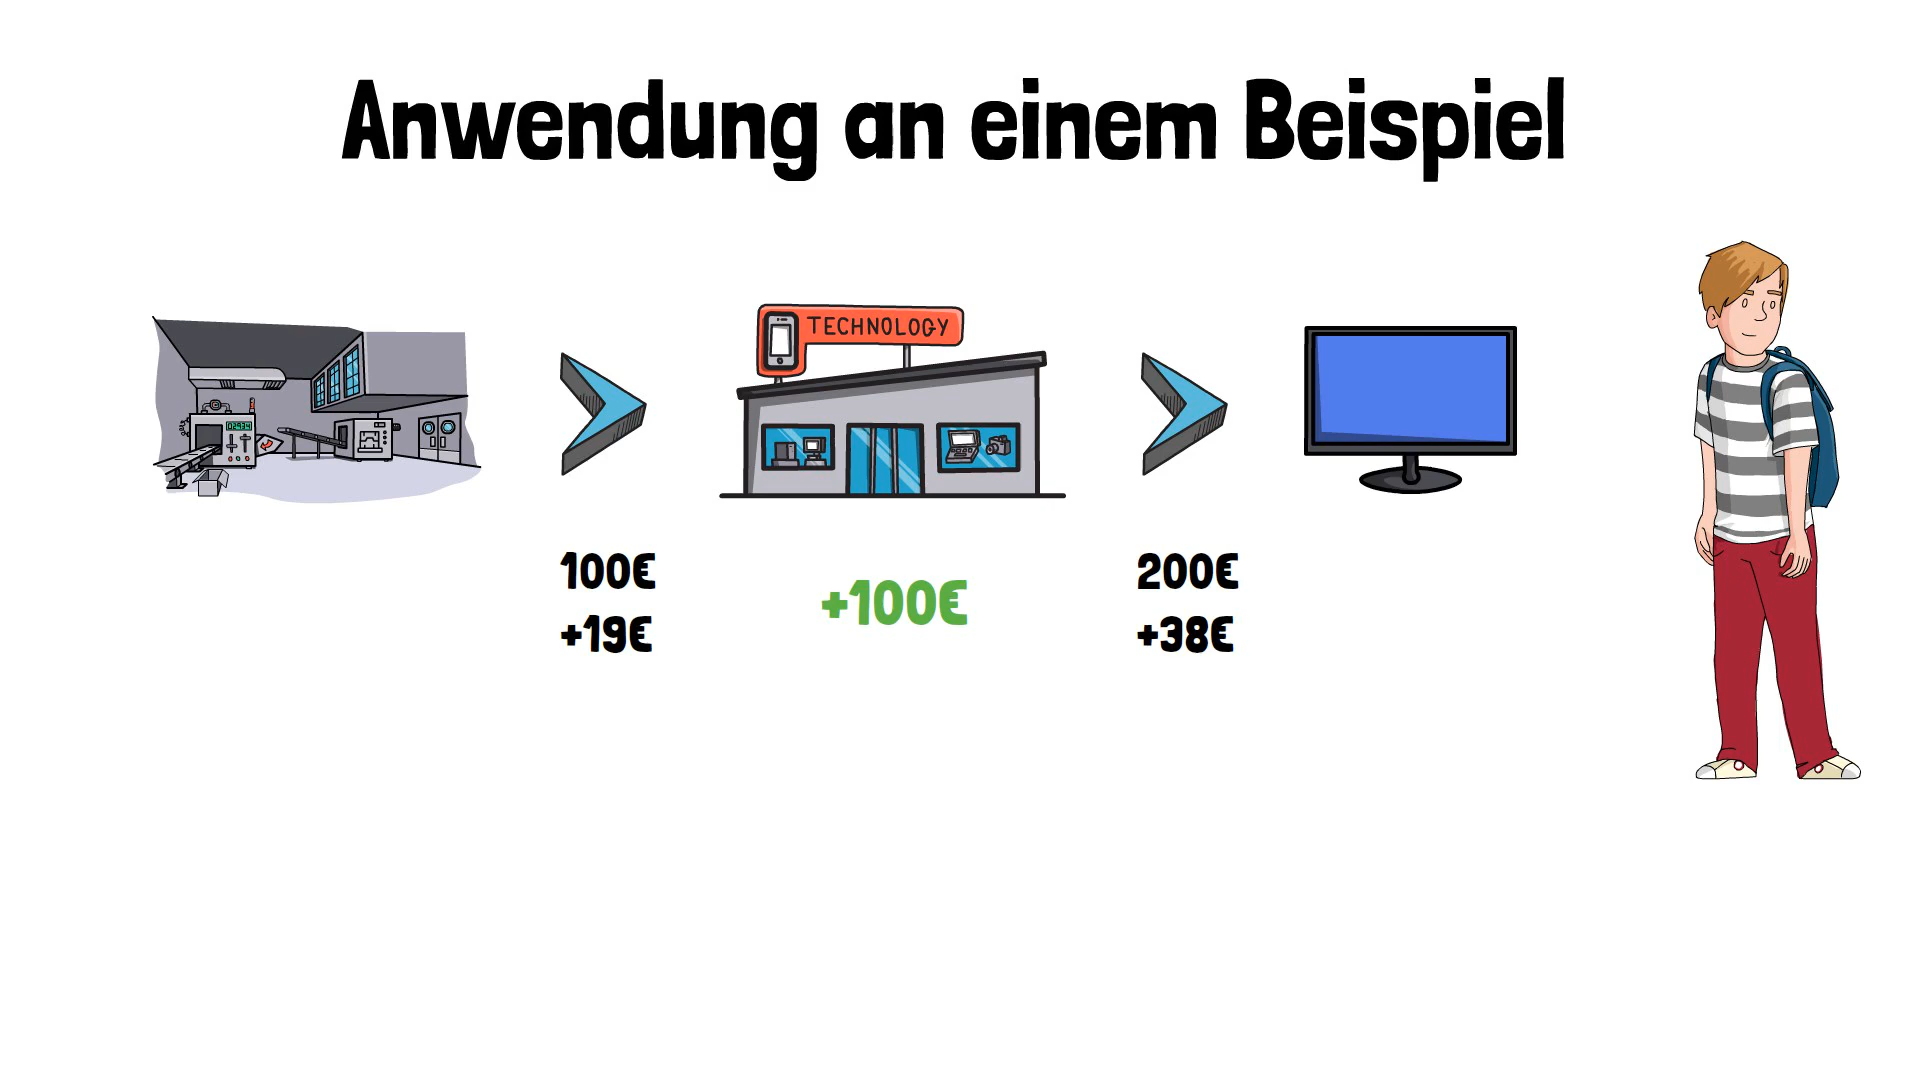 Anwendung an einem Beispiel
TECHNOLOGY
100€
+19€
+100€
200€
+38€